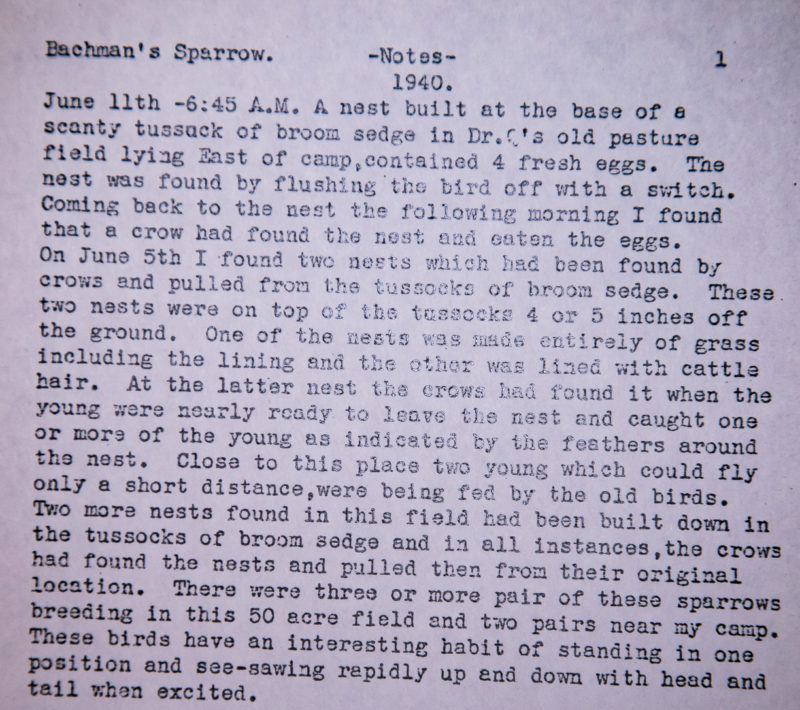 Bachman's Sparrow. -Notes- 1
1940.
June 11th -6:45 A.M. A nest built at the base of a
scanty tussock of broom sedge in Dr. 's old pasture
field lying East of camp,contained 4 fresh eggs. The
nest was found by flushing the bird off with a switch.
Coming back to the nest the following morning I found
that a crow had found the nest and eaten the eggs.
On June 5th I found two nests which had been found by
crows and pulled from the tussocks of broom sedge. These
two nests were on top of the tussocks 4 or 5 inches off
the ground. One of the nests was made entirely of grass
including the lining and the other was lined with cattle
hair. At the latter nest the crows had found it when the
young were nearly ready to leave the nest and caught one
or more of the young as indicated by the feathers around
the nest. Close to this place two young which could fly
only a short distance,were being fed by the old birds.
Two more nests found in this field had been built down in
the tussocks of broom sedge and in all instances,the crows
had found the nests and pulled then from their original
location. There were three or more pair of these sparrows
breeding in this 50 acre field and two pairs near my camp.
These birds have an interesting habit of standing in one
position and see-sawing rapidly up and down with head and
tail when excited.